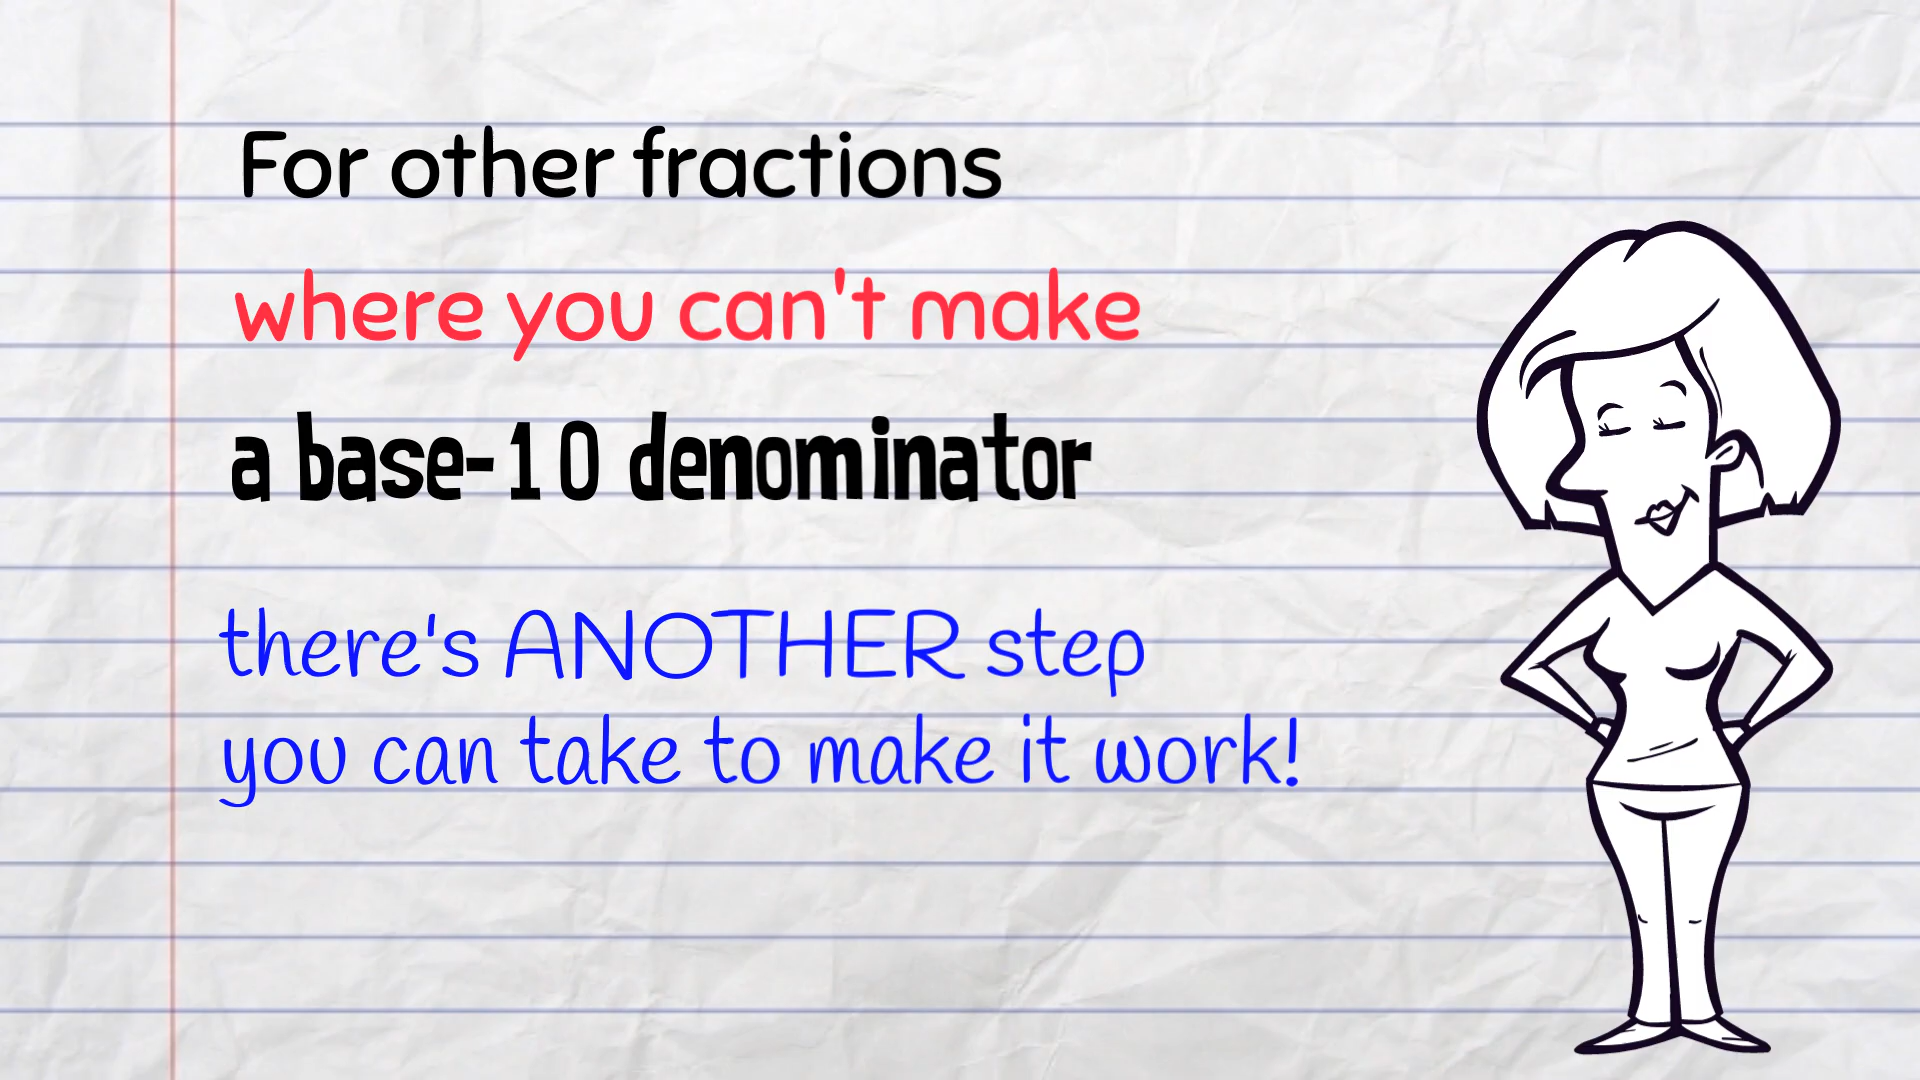 For other fractions
where you can't make
a base-10 denominator
there's ANOTHER step
you can take to make it work!